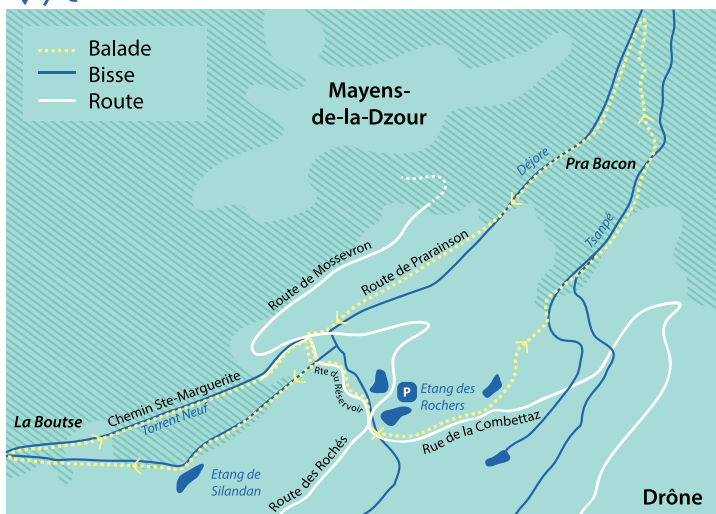 Balade
Bisse
Route
Mayens-
de-la-Dzour
Déjore
Pra Bacon
Tsanpé
Route de Mossevron
Route de Prarainson
Chemin Ste-Marguerite
Torrent Neuf
La Boutse
Rte du Réservoir
P
Etang des
Rochers
Rue de la Combettaz
Route des Rochés
Etang de
Silandan
Drône